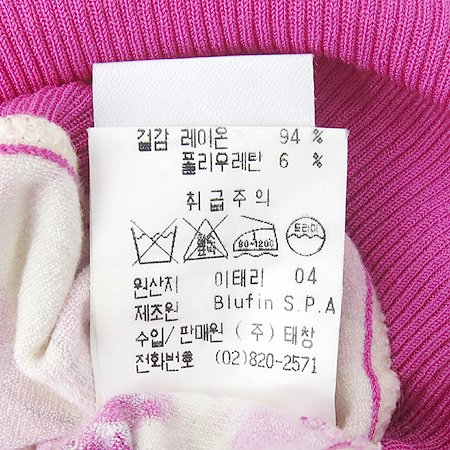 겉감 레이온 94 %
폴리우레탄 6 %
취급주의
1 80~120℃ 드라이
원산지 이태리 04
제조원 Blufin S.P.A
수입/판매원 (주)태창
전화번호 (02)820-2571